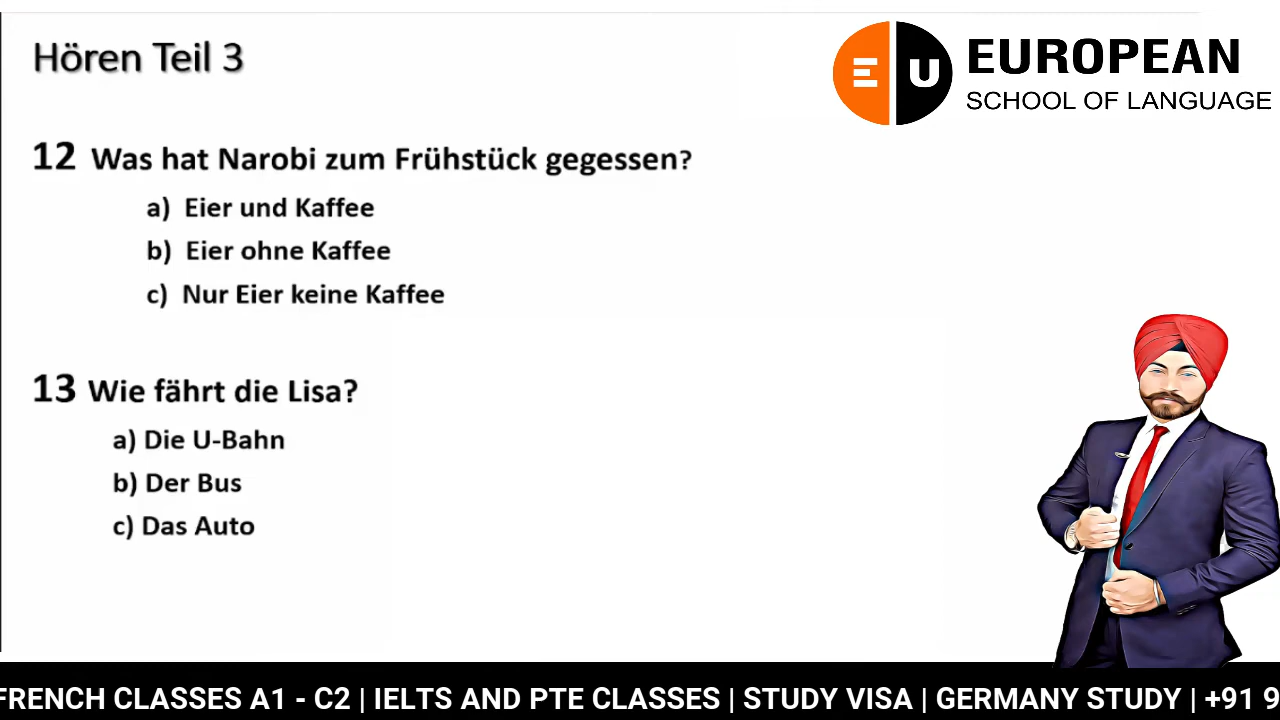 Hören Teil 3
EU EUROPEAN
SCHOOL OF LANGUAGE
12 Was hat Narobi zum Frühstück gegessen?
a) Eier und Kaffee
b) Eier ohne Kaffee
c) Nur Eier keine Kaffee
13 Wie fährt die Lisa?
a) Die U-Bahn
b) Der Bus
c) Das Auto
FRENCH CLASSES A1 - C2 | IELTS AND PTE CLASSES | STUDY VISA | GERMANY STUDY | +91 9